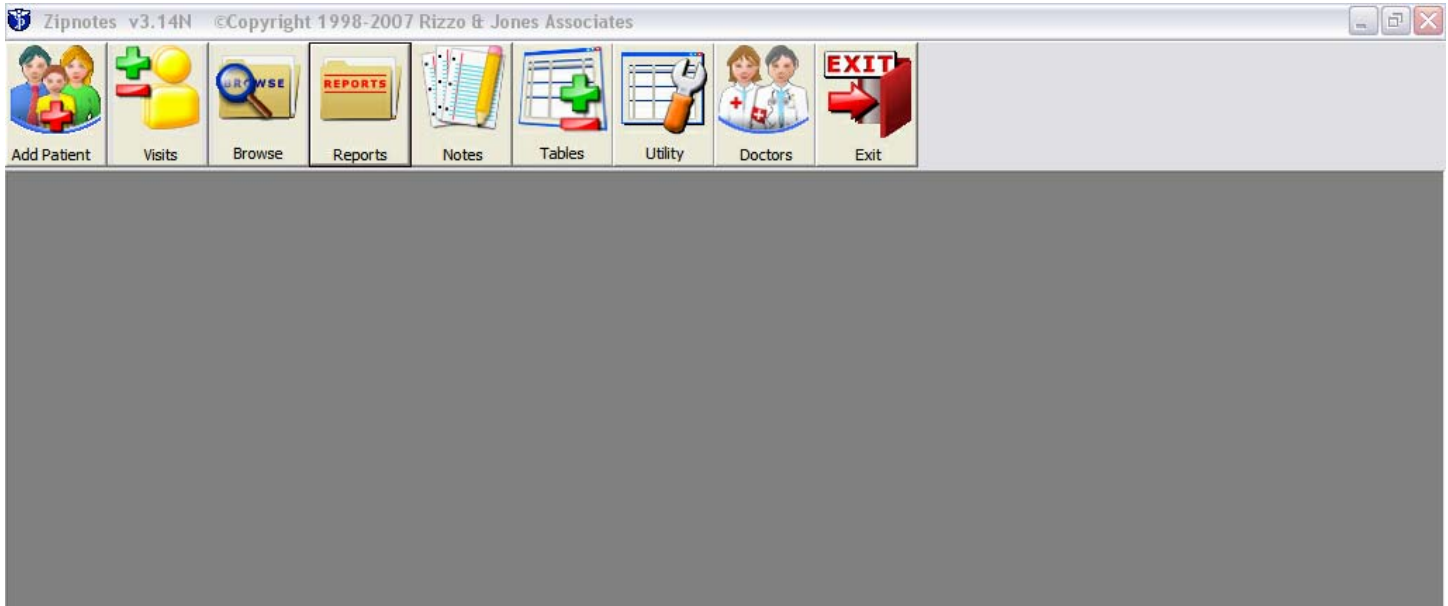 Zipnotes v3.14N ©Copyright 1998-2007 Rizzo & Jones Associates
BROWSE
REPORTS
EXIT
Add Patient Visits Browse Reports Notes Tables Utility Doctors Exit